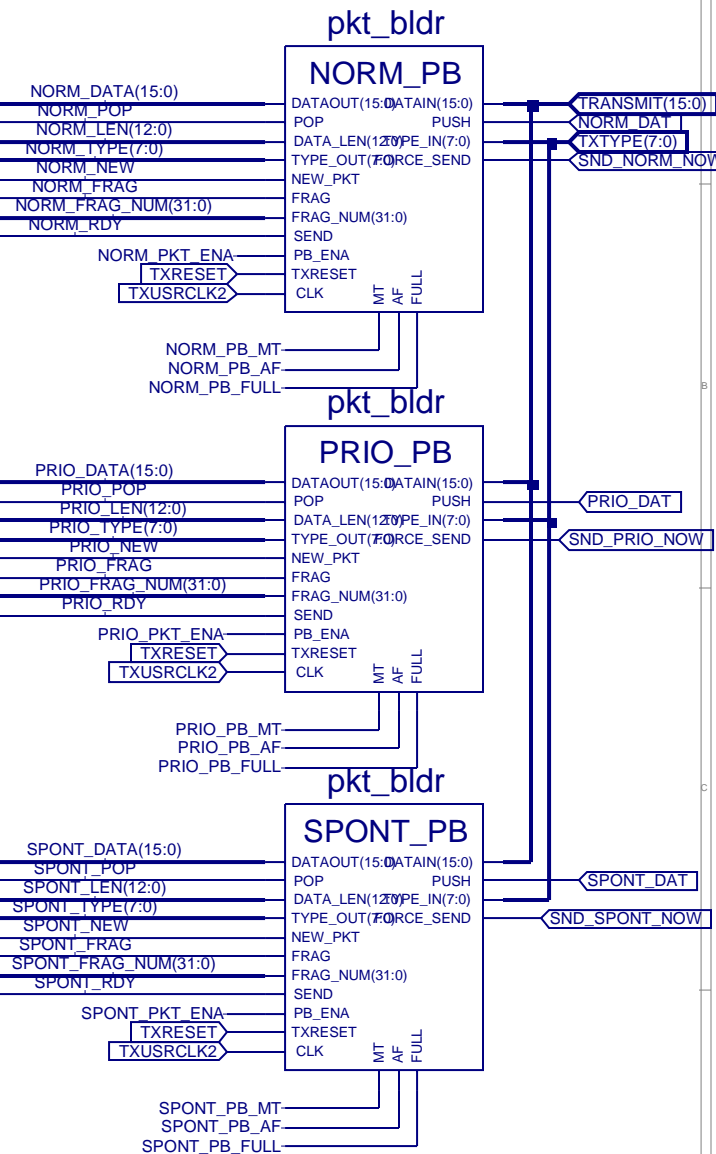 pkt_bldr
NORM_PB
NORM_DATA(15:0) DATAOUT(15:0) DATAIN(15:0) TRANSMIT(15:0)
NORM_POP POP PUSH NORM_DAT
NORM_LEN(12:0) DATA_LEN(12:0) TYPE_IN(7:0) TXTYPE(7:0)
NORM_TYPE(7:0) TYPE_OUT(7:0) FORCE_SEND SND_NORM_NOW
NORM_NEW NEW_PKT
NORM_FRAG FRAG
NORM_FRAG_NUM(31:0) FRAG_NUM(31:0)
NORM_RDY SEND
NORM_PKT_ENA PB_ENA
TXRESET TXRESET
TXUSRCLK2 CLK
MT AF FULL
NORM_PB_MT
NORM_PB_AF
NORM_PB_FULL
B
pkt_bldr
PRIO_PB
PRIO_DATA(15:0) DATAOUT(15:0) DATAIN(15:0)
PRIO_POP POP PUSH PRIO_DAT
PRIO_LEN(12:0) DATA_LEN(12:0) TYPE_IN(7:0)
PRIO_TYPE(7:0) TYPE_OUT(7:0) FORCE_SEND SND_PRIO_NOW
PRIO_NEW NEW_PKT
PRIO_FRAG FRAG
PRIO_FRAG_NUM(31:0) FRAG_NUM(31:0)
PRIO_RDY SEND
PRIO_PKT_ENA PB_ENA
TXRESET TXRESET
TXUSRCLK2 CLK
MT AF FULL
PRIO_PB_MT
PRIO_PB_AF
PRIO_PB_FULL
C
pkt_bldr
SPONT_PB
SPONT_DATA(15:0) DATAOUT(15:0) DATAIN(15:0)
SPONT_POP POP PUSH SPONT_DAT
SPONT_LEN(12:0) DATA_LEN(12:0) TYPE_IN(7:0)
SPONT_TYPE(7:0) TYPE_OUT(7:0) FORCE_SEND SND_SPONT_NOW
SPONT_NEW NEW_PKT
SPONT_FRAG FRAG
SPONT_FRAG_NUM(31:0) FRAG_NUM(31:0)
SPONT_RDY SEND
SPONT_PKT_ENA PB_ENA
TXRESET TXRESET
TXUSRCLK2 CLK
MT AF FULL
SPONT_PB_MT
SPONT_PB_AF
SPONT_PB_FULL